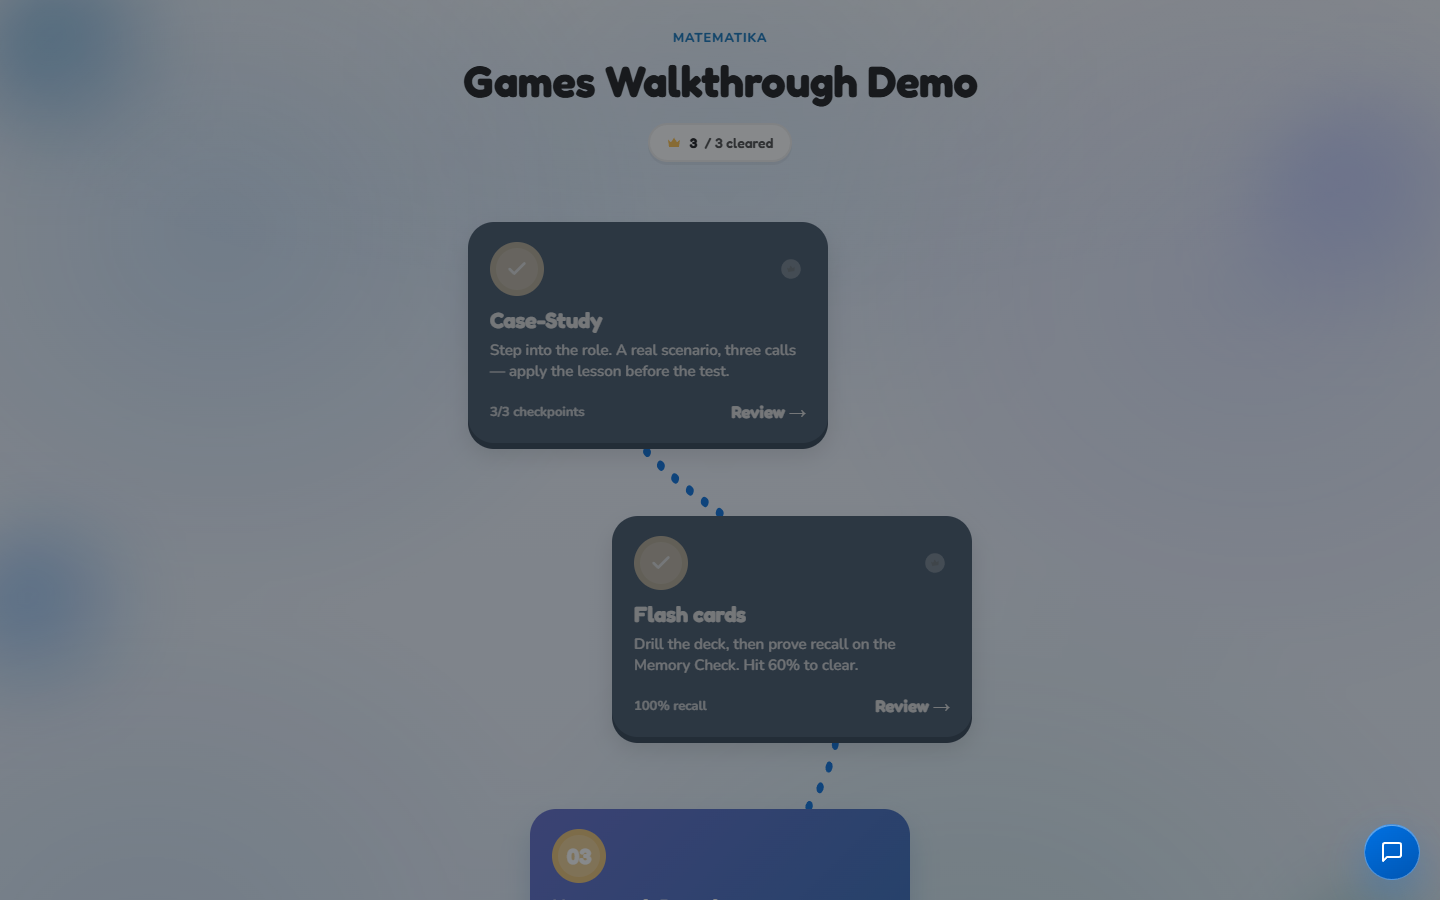 MATEMATIKA
Games Walkthrough Demo
3 / 3 cleared
Case-Study
Step into the role. A real scenario, three calls
— apply the lesson before the test.
3/3 checkpoints
Review →
Flash cards
Drill the deck, then prove recall on the
Memory Check. Hit 60% to clear.
100% recall
Review →
03